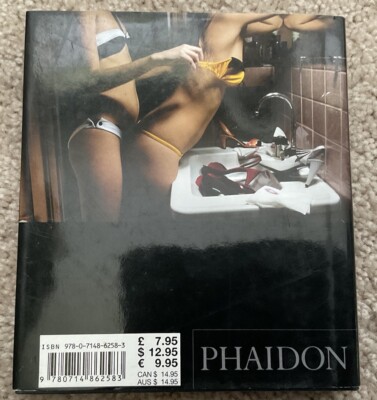 ISBN 978-0-7148-6258-3
9 780714 862583
£ 7.95
$ 12.95
€ 9.95
CAN $ 14.95
AUS $ 14.95
PHAIDON